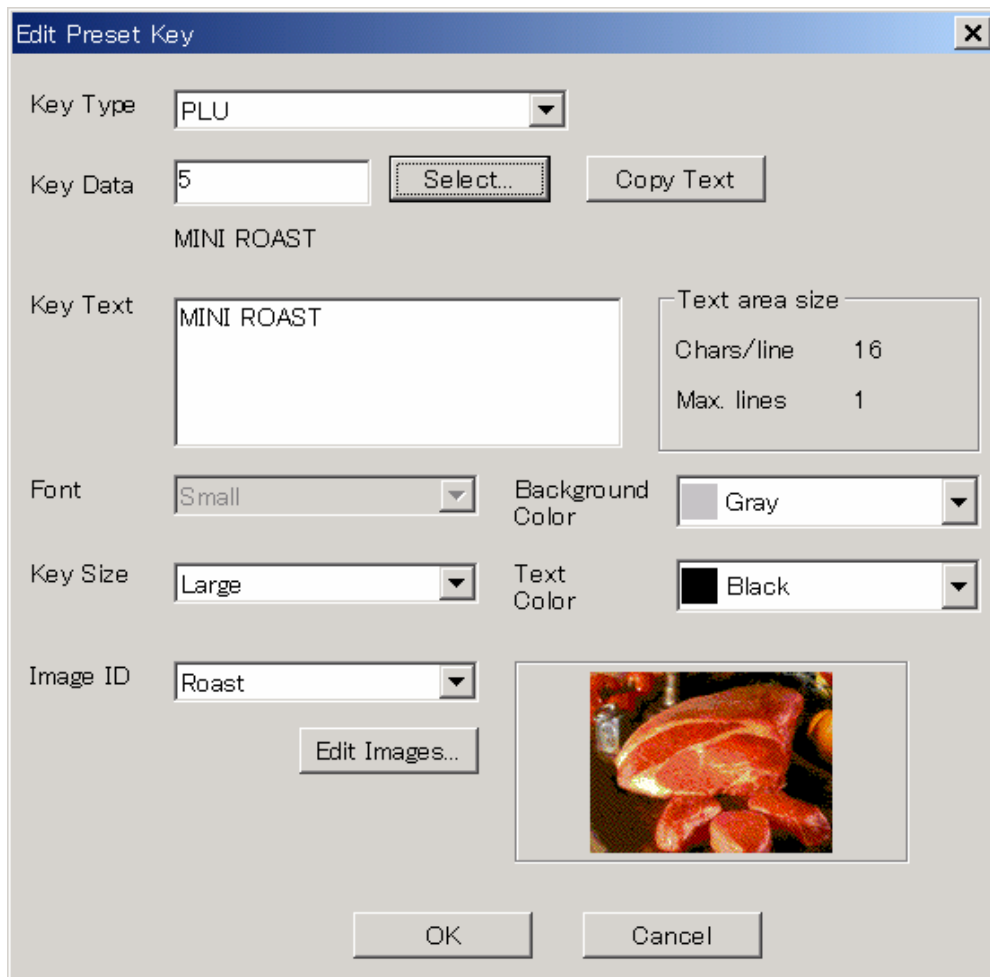 Edit Preset Key
Key Type
PLU
Key Data
5
Select...
Copy Text
MINI ROAST
Key Text
MINI ROAST
Text area size
Chars/line 16
Max. lines 1
Font
Small
Background
Color
Gray
Key Size
Large
Text
Color
Black
Image ID
Roast
Edit Images...
OK
Cancel